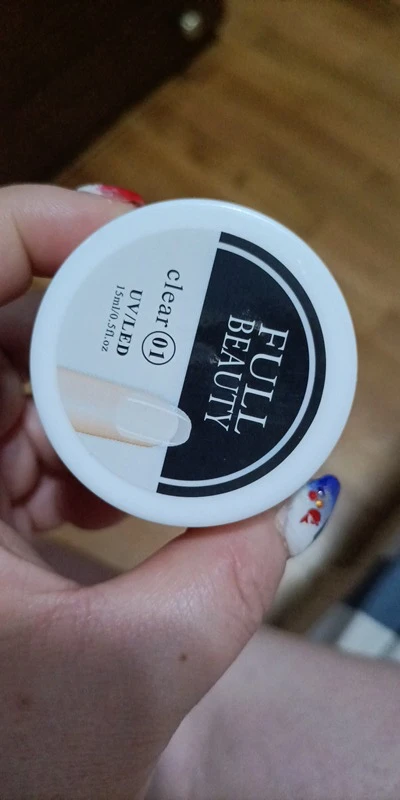 FULL
BEAUTY
clear 01
UV/LED
15ml/0.5fl.oz